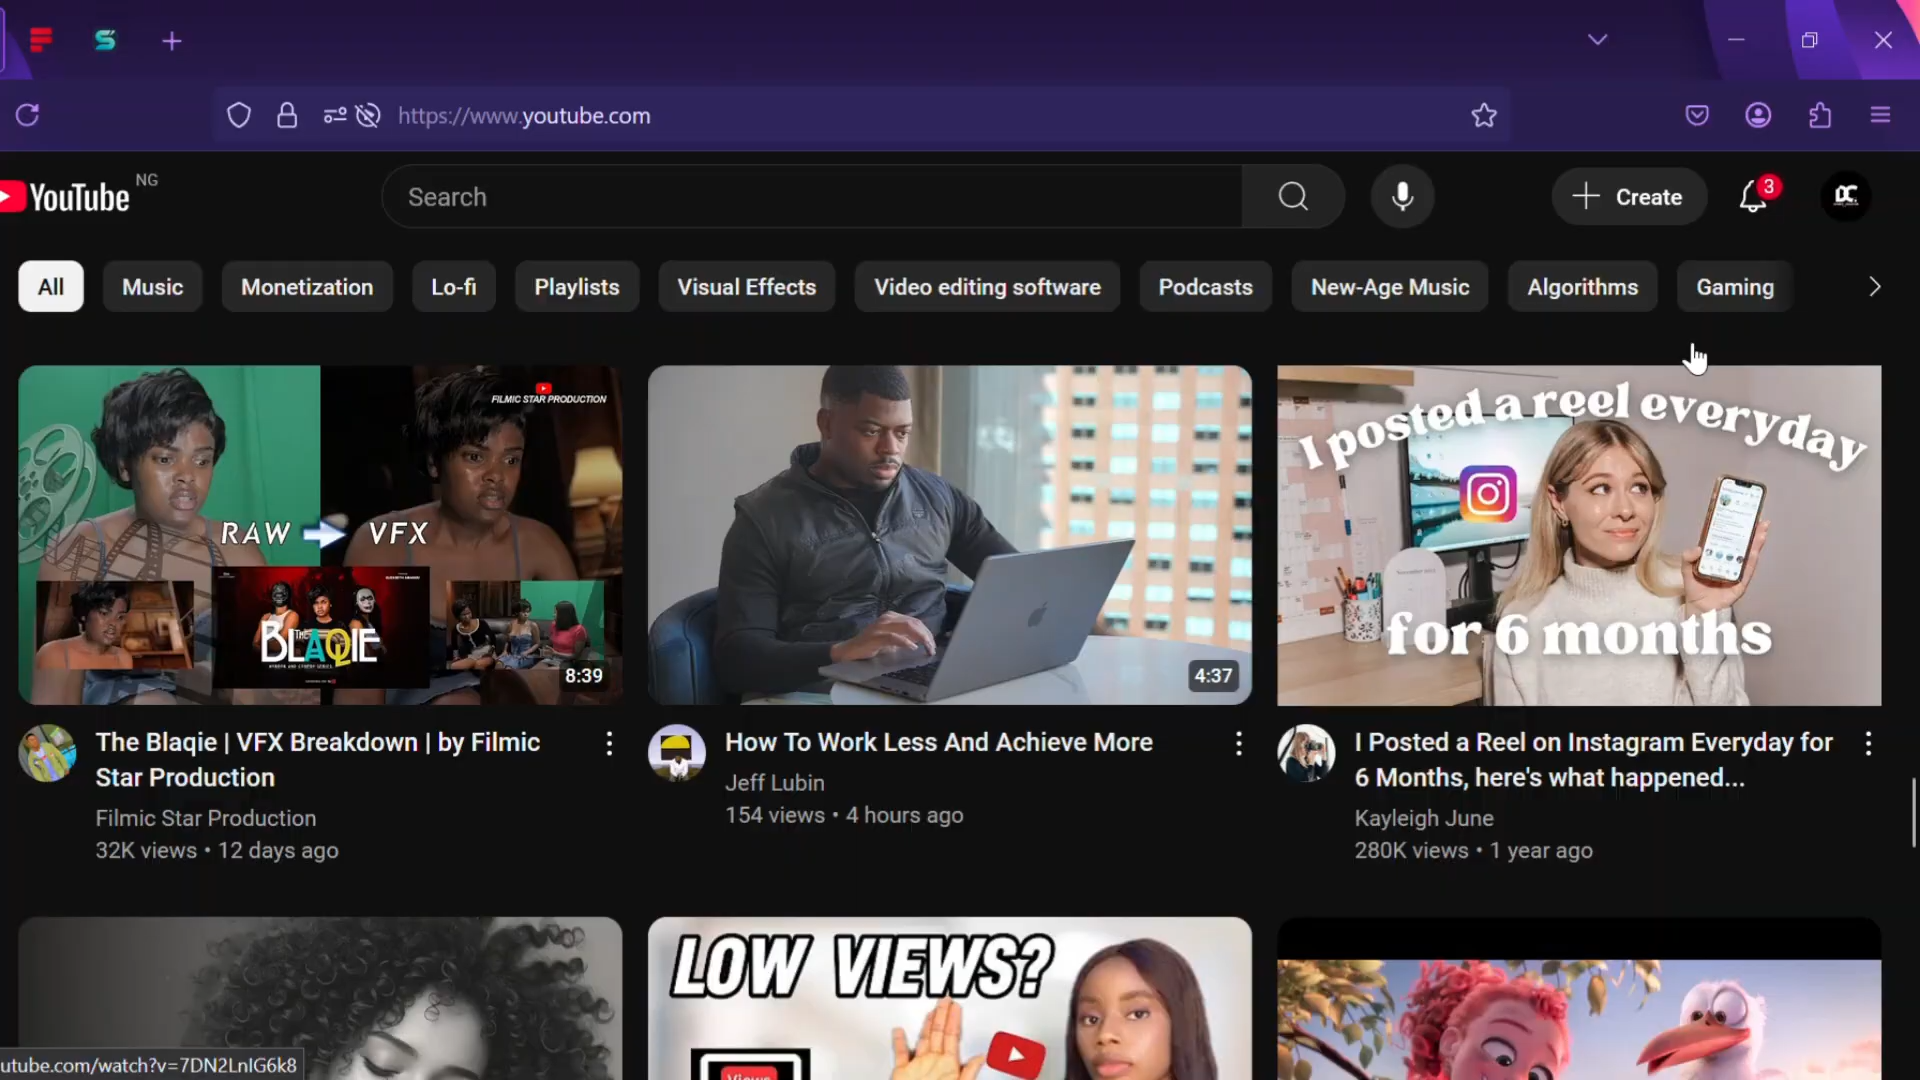 https://www.youtube.com
YouTube NG
Search
Create
3
All
Music
Monetization
Lo-fi
Playlists
Visual Effects
Video editing software
Podcasts
New-Age Music
Algorithms
Gaming
FILMIC STAR PRODUCTION
RAW
VFX
THE
BLAQIE
8:39
4:37
I posted a reel everyday
for 6 months
The Blaqie | VFX Breakdown | by Filmic
Star Production
Filmic Star Production
32K views • 12 days ago
How To Work Less And Achieve More
Jeff Lubin
154 views • 4 hours ago
I Posted a Reel on Instagram Everyday for
6 Months, here's what happened...
Kayleigh June
280K views • 1 year ago
LOW VIEWS?
Views
utube.com/watch?v=7DN2LnIG6k8